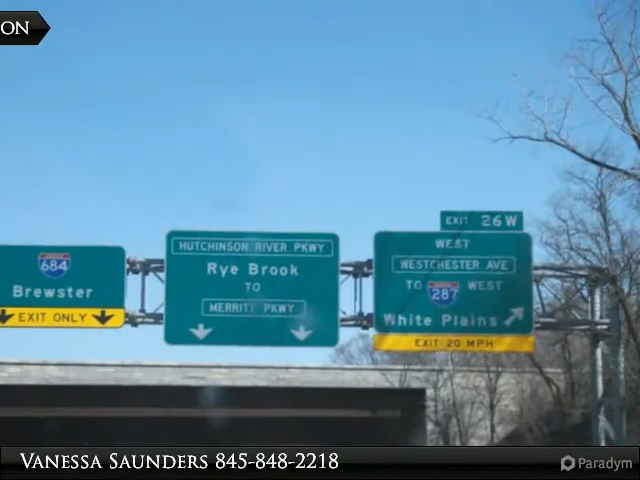 ON
EXIT 26W
684
Brewster
EXIT ONLY
HUTCHINSON RIVER PKWY
Rye Brook
TO
MERRITT PKWY
WEST
WESTCHESTER AVE
TO 287 WEST
White Plains
EXIT 20 MPH
VANESSA SAUNDERS 845-848-2218
Paradym